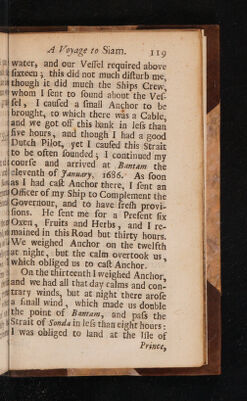 A Voyage to Siam. 119
water, and our Veſſel required above
ſixteen; this did not much diſturb me,
though it did much the Ships Crew,
whom I ſent to ſound about the Veſ-
ſel, I cauſed a ſmall Anchor to be
brought, to which there was a Cable,
and we got off this bank in leſs than
five hours, and though I had a good
Dutch Pilot, yet I cauſed this Strait
to be often ſounded; I continued my
courſe and arrived at Bantam the
eleventh of January, 1686. As ſoon
as I had caſt Anchor there, I ſent an
Officer of my Ship to Complement the
Governour, and to have freſh provi-
ſions. He ſent me for a Preſent ſix
Oxen, Fruits and Herbs, and I re-
mained in this Road but thirty hours.
We weighed Anchor on the twelfth
at night, but the calm overtook us,
which obliged us to caſt Anchor.
On the thirteenth I weighed Anchor,
and we had all that day calms and con-
trary winds, but at night there aroſe
a ſmall wind, which made us double
the point of Bantam, and paſs the
Strait of Sonda in leſs than eight hours:
I was obliged to land at the Iſle of
Prince,